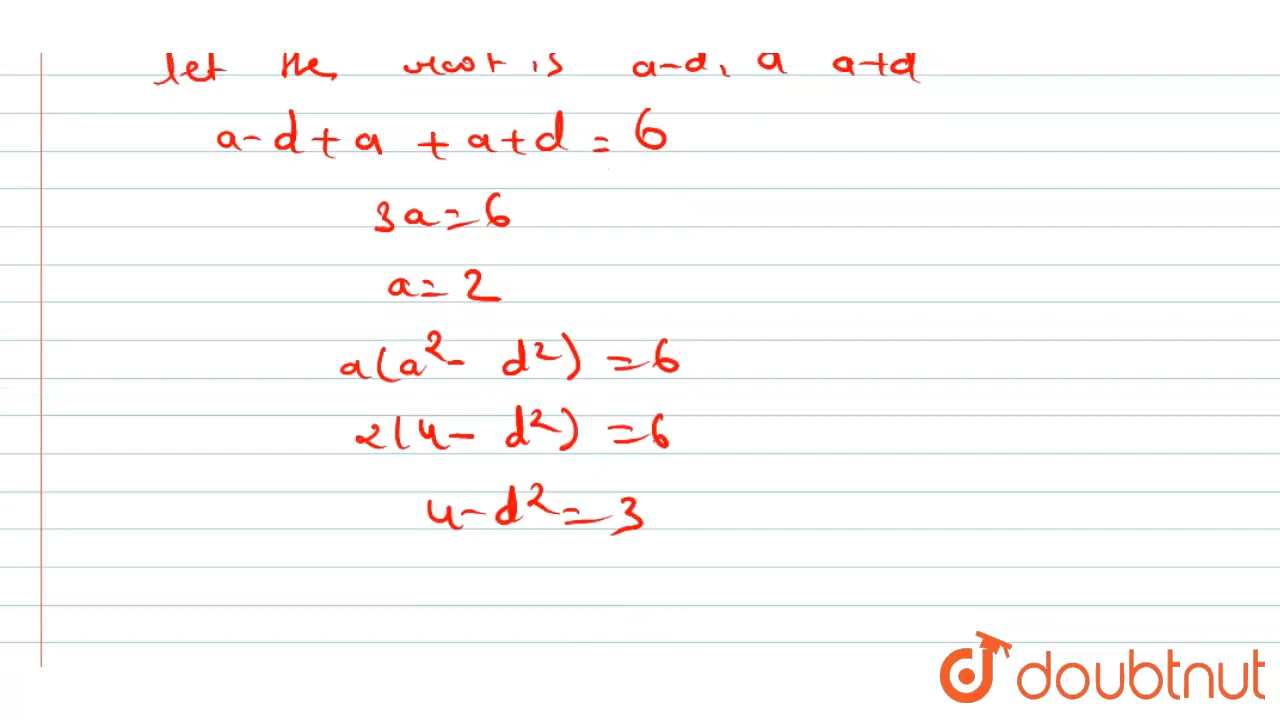 let the root is a-d, a a+d
a-d+a +a+d=6
3a=6
a=2
a(a²- d²)=6
2(4- d²)=6
4-d²=3
doubtnut